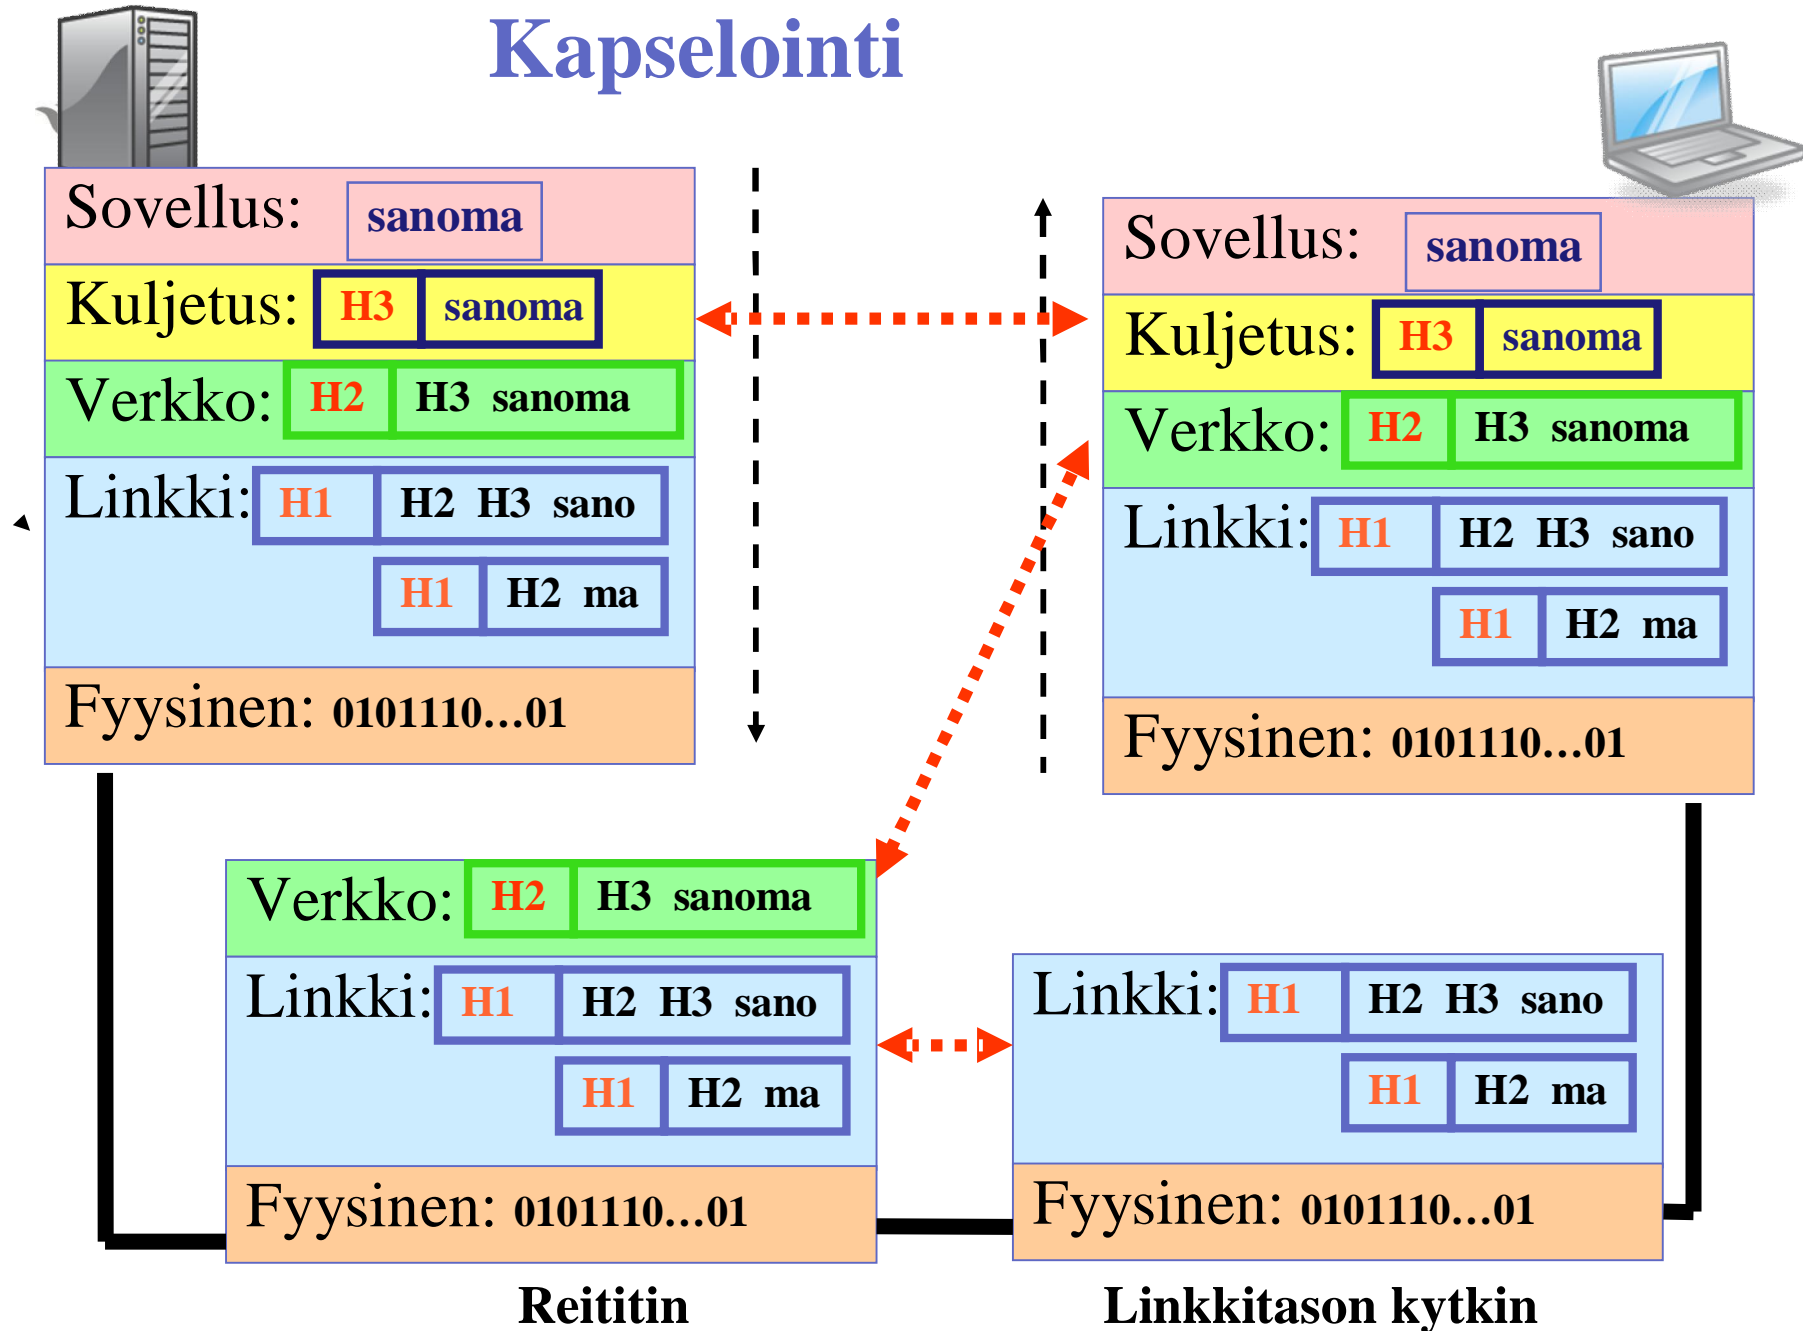 Kapselointi
Sovellus: sanoma
Kuljetus: H3 sanoma
Verkko: H2 H3 sanoma
Linkki: H1 H2 H3 sano
H1 H2 ma
Fyysinen: 0101110...01
Sovellus: sanoma
Kuljetus: H3 sanoma
Verkko: H2 H3 sanoma
Linkki: H1 H2 H3 sano
H1 H2 ma
Fyysinen: 0101110...01
Verkko: H2 H3 sanoma
Linkki: H1 H2 H3 sano
H1 H2 ma
Fyysinen: 0101110...01
Reititin
Linkki: H1 H2 H3 sano
H1 H2 ma
Fyysinen: 0101110...01
Linkkitason kytkin